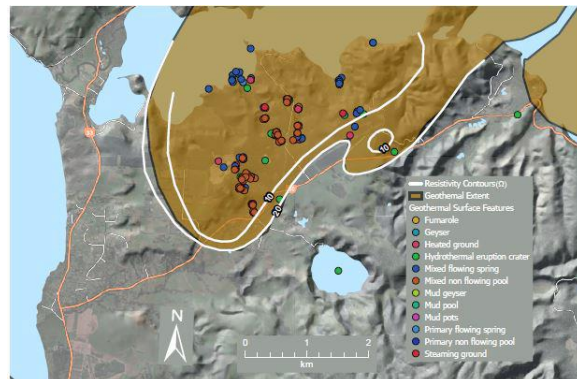 10
10
20
Resistivity Contours(Ω)
Geothermal Extent
Geothermal Surface Features
Fumarole
Geyser
Heated ground
Hydrothermal eruption crater
Mixed flowing spring
Mixed non flowing pool
Mud geyser
Mud pool
Mud pots
Primary flowing spring
Primary non flowing pool
Steaming ground
N
0 1 2
km